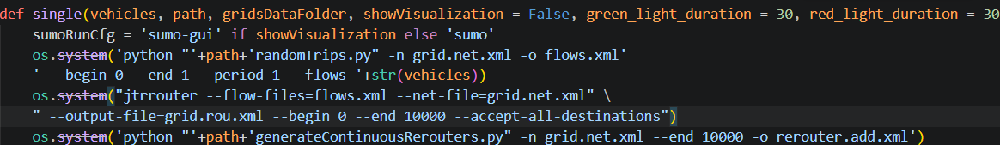 def single(vehicles, path, gridsDataFolder, showVisualization = False, green_light_duration = 30, red_light_duration = 30
    sumoRunCfg = 'sumo-gui' if showVisualization else 'sumo'
    os.system('python "'+path+'randomTrips.py" -n grid.net.xml -o flows.xml'
    ' --begin 0 --end 1 --period 1 --flows '+str(vehicles))
    os.system("jtrrouter --flow-files=flows.xml --net-file=grid.net.xml" \
    " --output-file=grid.rou.xml --begin 0 --end 10000 --accept-all-destinations")
    os.system('python "'+path+'generateContinuousRerouters.py" -n grid.net.xml --end 10000 -o rerouter.add.xml')